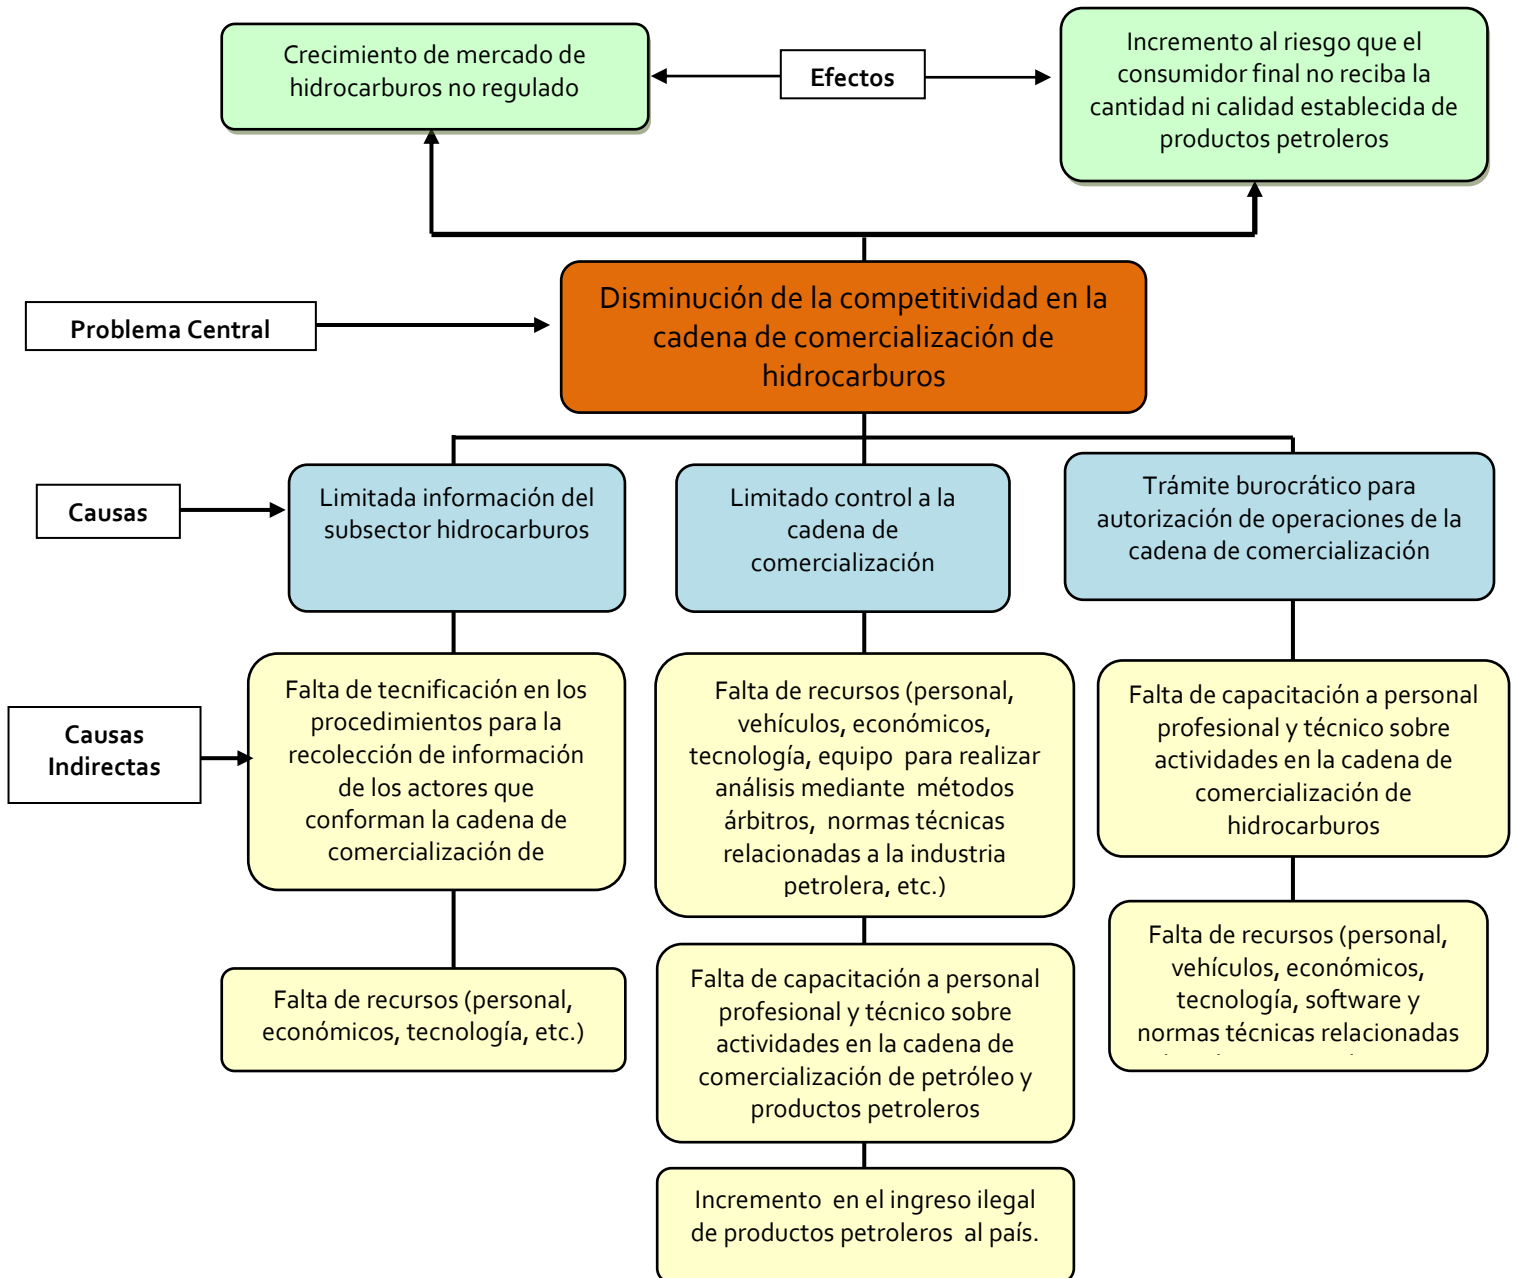 Crecimiento de mercado de
hidrocarburos no regulado
Efectos
Incremento al riesgo que el
consumidor final no reciba la
cantidad ni calidad establecida de
productos petroleros
Problema Central
Disminución de la competitividad en la
cadena de comercialización de
hidrocarburos
Causas
Limitada información del
subsector hidrocarburos
Limitado control a la
cadena de
comercialización
Trámite burocrático para
autorización de operaciones de la
cadena de comercialización
Causas
Indirectas
Falta de tecnificación en los
procedimientos para la
recolección de información
de los actores que
conforman la cadena de
comercialización de
Falta de recursos (personal,
vehículos, económicos,
tecnología, equipo  para realizar
análisis mediante  métodos
árbitros,  normas técnicas
relacionadas a la industria
petrolera, etc.)
Falta de capacitación a personal
profesional y técnico sobre
actividades en la cadena de
comercialización de
hidrocarburos
Falta de recursos (personal,
económicos, tecnología, etc.)
Falta de capacitación a personal
profesional y técnico sobre
actividades en la cadena de
comercialización de petróleo y
productos petroleros
Falta de recursos (personal,
vehículos, económicos,
tecnología, software y
normas técnicas relacionadas
Incremento  en el ingreso ilegal
de productos petroleros  al país.